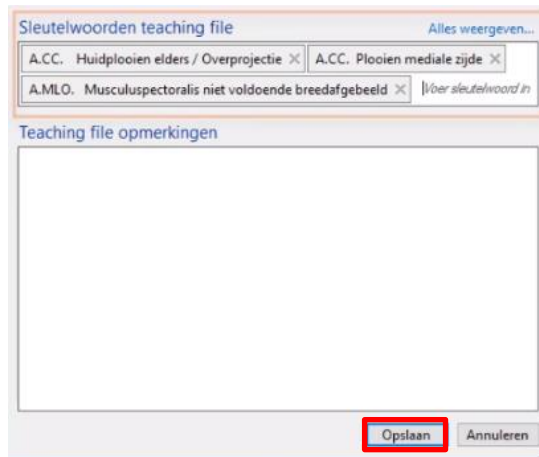 Sleutelwoorden teaching file Alles weergeven...
A.CC. Huidplooien elders / Overprojectie × A.CC. Plooien mediale zijde ×
A.MLO. Musculuspectoralis niet voldoende breedafgebeeld × Voer sleutelwoord in
Teaching file opmerkingen
Opslaan Annuleren